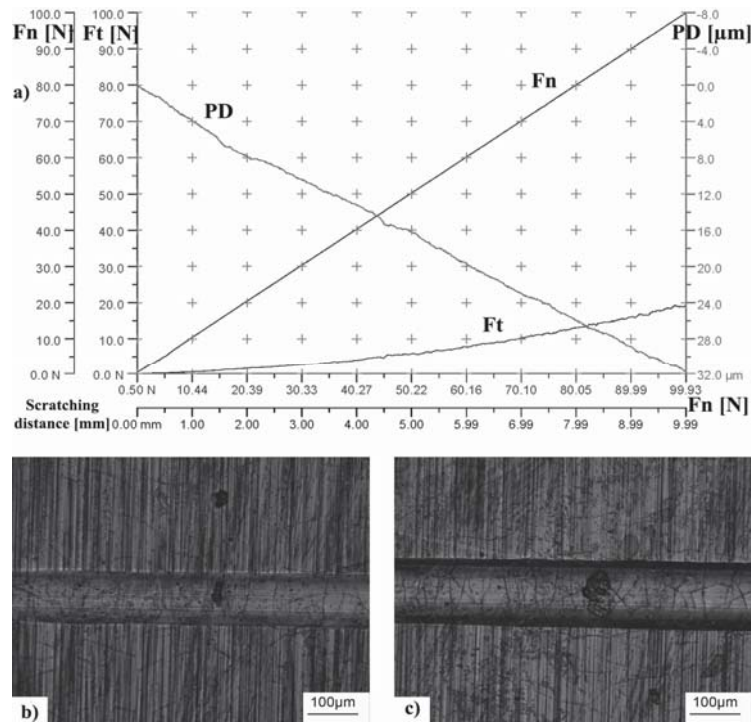 Fn [N] Ft [N] PD [µm]
a)
100.0 100.0 -8.0
90.0 90.0 -4.0
80.0 80.0 0.0
70.0 70.0 4.0
60.0 60.0 8.0
50.0 50.0 12.0
40.0 40.0 16.0
30.0 30.0 20.0
20.0 20.0 24.0
10.0 10.0 28.0
0.0 N 0.0 N 32.0 µm
PD
Fn
Ft
0.50 N 10.44 20.39 30.33 40.27 50.22 60.16 70.10 80.05 89.99 99.93
Fn [N]
Scratching
distance [mm]
0.00 mm 1.00 2.00 3.00 4.00 5.00 5.99 6.99 7.99 8.99 9.99
b) 100µm
c) 100µm